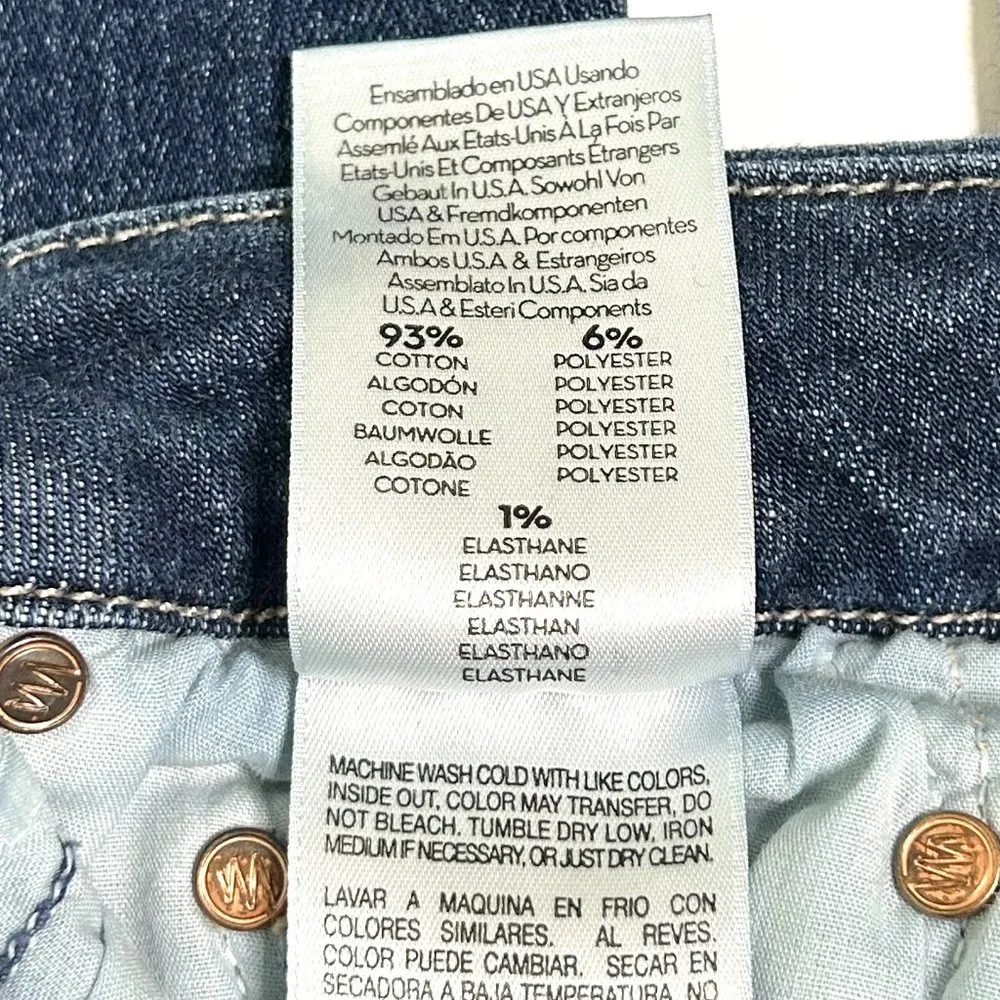 Ensamblado en USA Usando
Componentes De USA Y Extranjeros
Assemlé Aux Etats-Unis À La Fois Par
Etats-Unis Et Composants Étrangers
Gebaut In U.S.A. Sowohl Von
USA & Fremdkomponenten
Montado Em U.S.A. Por componentes
Ambos U.S.A & Estrangeiros
Assemblato In U.S.A. Sia da
U.S.A & Esteri Components
93%
COTTON
ALGODÓN
COTON
BAUMWOLLE
ALGODÃO
COTONE
6%
POLYESTER
POLYESTER
POLYESTER
POLYESTER
POLYESTER
POLYESTER
1%
ELASTHANE
ELASTHANO
ELASTHANNE
ELASTHAN
ELASTHANO
ELASTHANE
MACHINE WASH COLD WITH LIKE COLORS,
INSIDE OUT, COLOR MAY TRANSFER, DO
NOT BLEACH. TUMBLE DRY LOW. IRON
MEDIUM IF NECESSARY, OR JUST DRY CLEAN.
LAVAR A MAQUINA EN FRIO CON
COLORES SIMILARES. AL REVES.
COLOR PUEDE CAMBIAR. SECAR EN
SECADORA A BAJA TEMPERATURA. NO